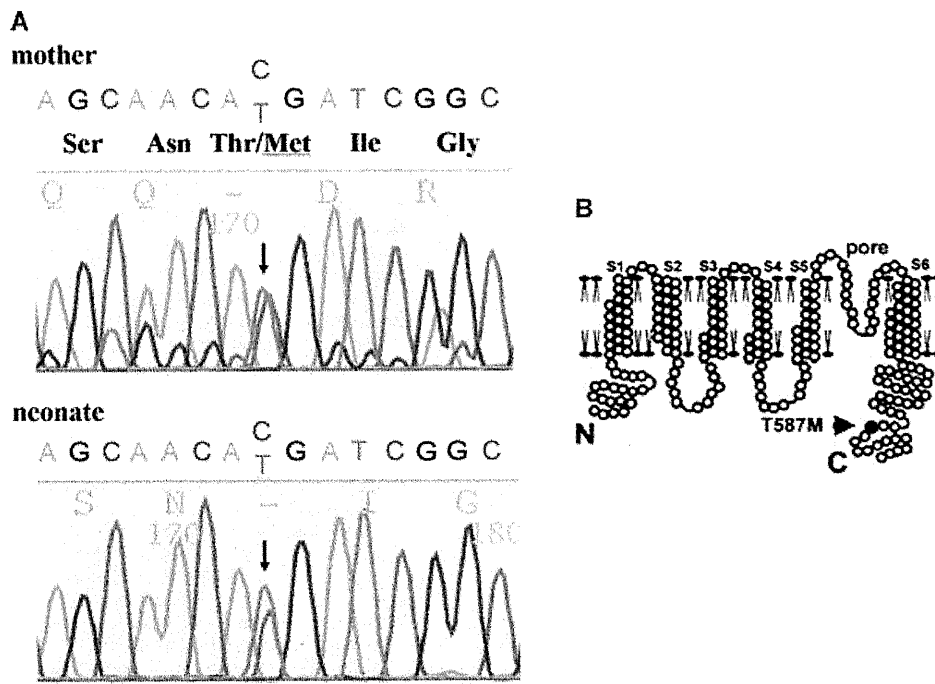 A
mother
C
A G C A A C A T G A T C G G C
Ser Asn Thr/Met Ile Gly
Q Q - D R
170
B
pore
S1 S2 S3 S4 S5 S6
T587M
N
C
neonate
C
A G C A A C A T G A T C G G C
S N - I G
170 180